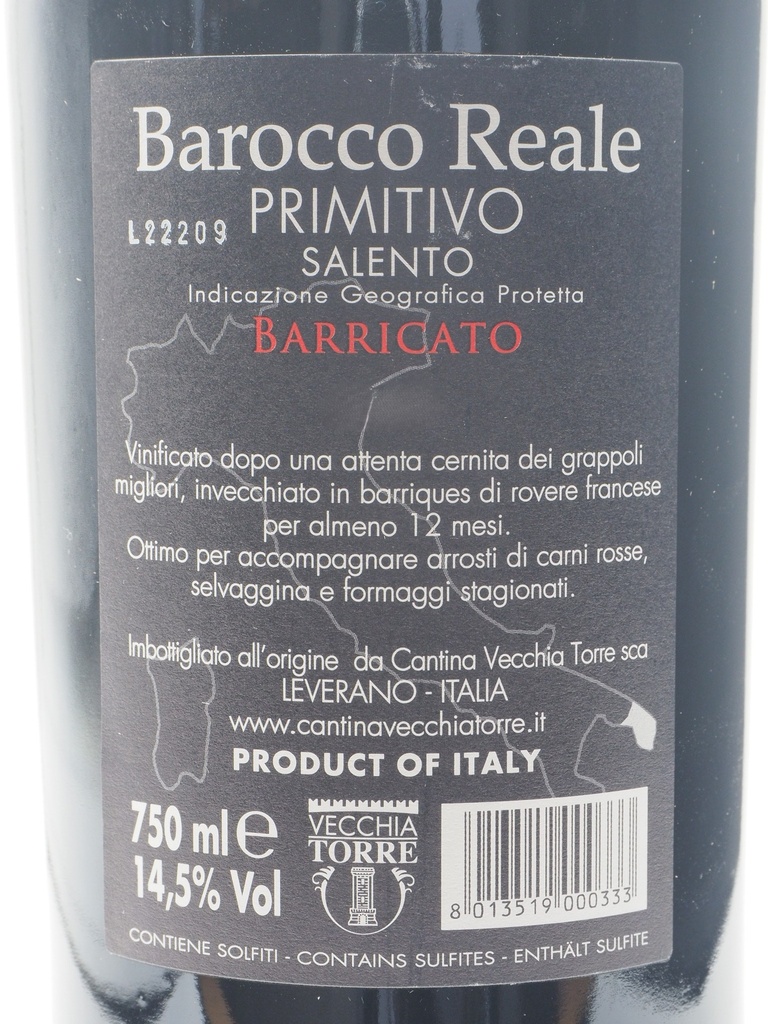 Barocco Reale
PRIMITIVO
L22209
SALENTO
Indicazione Geografica Protetta
BARRICATO
Vinificato dopo una attenta cernita dei grappoli
migliori, invecchiato in barriques di rovere francese
per almeno 12 mesi.
Ottimo per accompagnare arrosti di carni rosse,
selvaggina e formaggi stagionati.
Imbottigliato all'origine da Cantina Vecchia Torre sca
LEVERANO - ITALIA
www.cantinavecchiatorre.it
PRODUCT OF ITALY
750 ml e
14,5% Vol
VECCHIA
TORRE
8 013519 000333
CONTIENE SOLFITI - CONTAINS SULFITES - ENTHÄLT SULFITE